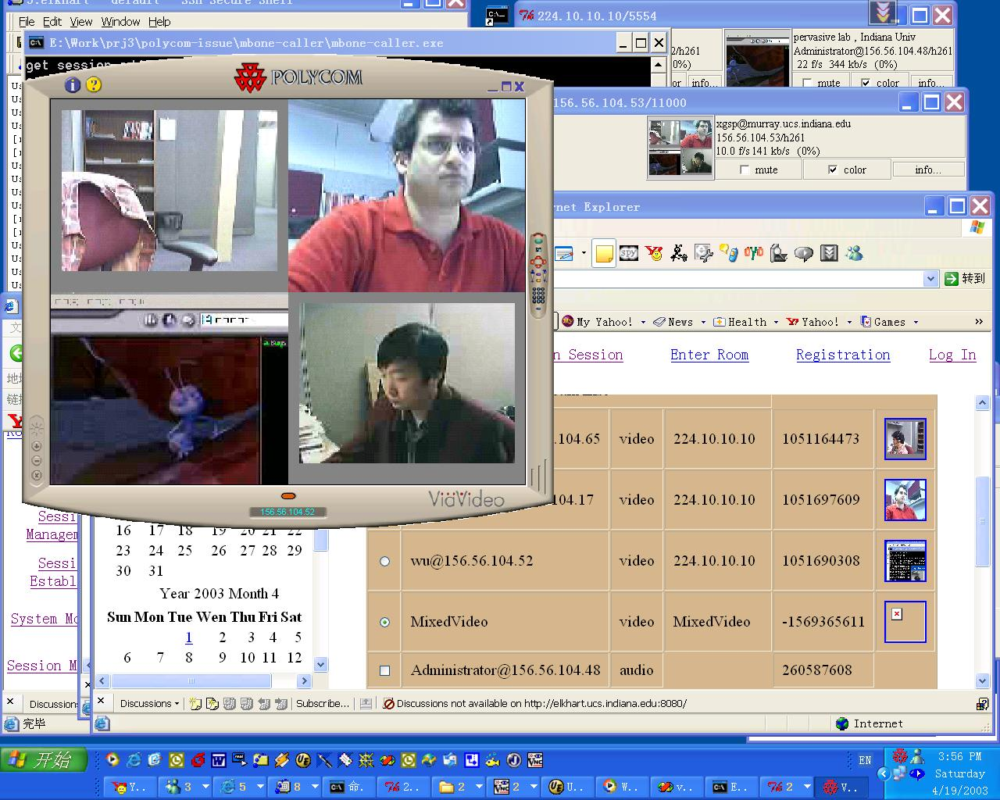 File Edit View Window Help
E:\Work\prj3\polycom-issue\mbone-caller\mbone-caller.exe
POLYCOM
224.10.10.10/5554
pervasive lab , Indiana Univ
Administrator@156.56.104.48/h261
22 f/s 344 kb/s (0%)
mute color info...
info...
156.56.104.53/11000
xgsp@murray.ucs.indiana.edu
156.56.104.53/h261
10.0 f/s 141 kb/s (0%)
mute color info...
net Explorer
转到
My Yahoo! News Health Yahoo! Games »
n Session Enter Room Registration Log In
.104.65 video 224.10.10.10 1051164473
.104.17 video 224.10.10.10 1051697609
wu@156.56.104.52 video 224.10.10.10 1051690308
MixedVideo video MixedVideo -1569365611
Administrator@156.56.104.48 audio 260587608
ViaVideo
156.56.104.52
16 17 18 19 20 21 22
23 24 25 26 27 28 29
30 31
Year 2003 Month 4
Sun Mon Tue Wen Thu Fri Sat
1 2 3 4 5
6 7 8 9 10 11 12
Sessi
Managem
Sessi
Establ
System Mo
Session M
Discussions
Discussions Subscribe... Discussions not available on http://elkhart.ucs.indiana.edu:8080/
完毕
Internet
开始
EN
3:56 PM
Saturday
4/19/2003
Y.. 3 5 8 命. 2.. 2 2 U.. W.. v.. E.. 2 V..